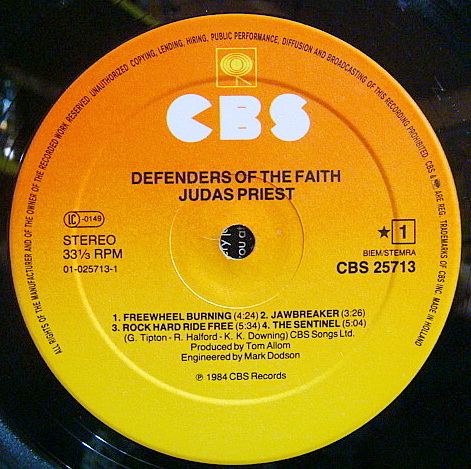 ALL RIGHTS OF THE MANUFACTURER AND OF THE OWNER OF THE RECORDED WORK RESERVED. UNAUTHORIZED COPYING, LENDING, HIRING, PUBLIC PERFORMANCE, DIFFUSION AND BROADCASTING OF THIS RECORDING PROHIBITED. CBS & ARE REG. TRADEMARKS OF CBS INC. MADE IN HOLLAND
CBS
DEFENDERS OF THE FAITH
JUDAS PRIEST
LC -0149
STEREO
33⅓ RPM
01-025713-1
★ 1
BIEM/STEMRA
CBS 25713
1. FREEWHEEL BURNING (4:24) 2. JAWBREAKER (3:26)
3. ROCK HARD RIDE FREE (5:34) 4. THE SENTINEL (5:04)
(G. Tipton - R. Halford - K. K. Downing) CBS Songs Ltd.
Produced by Tom Allom
Engineered by Mark Dodson
℗ 1984 CBS Records